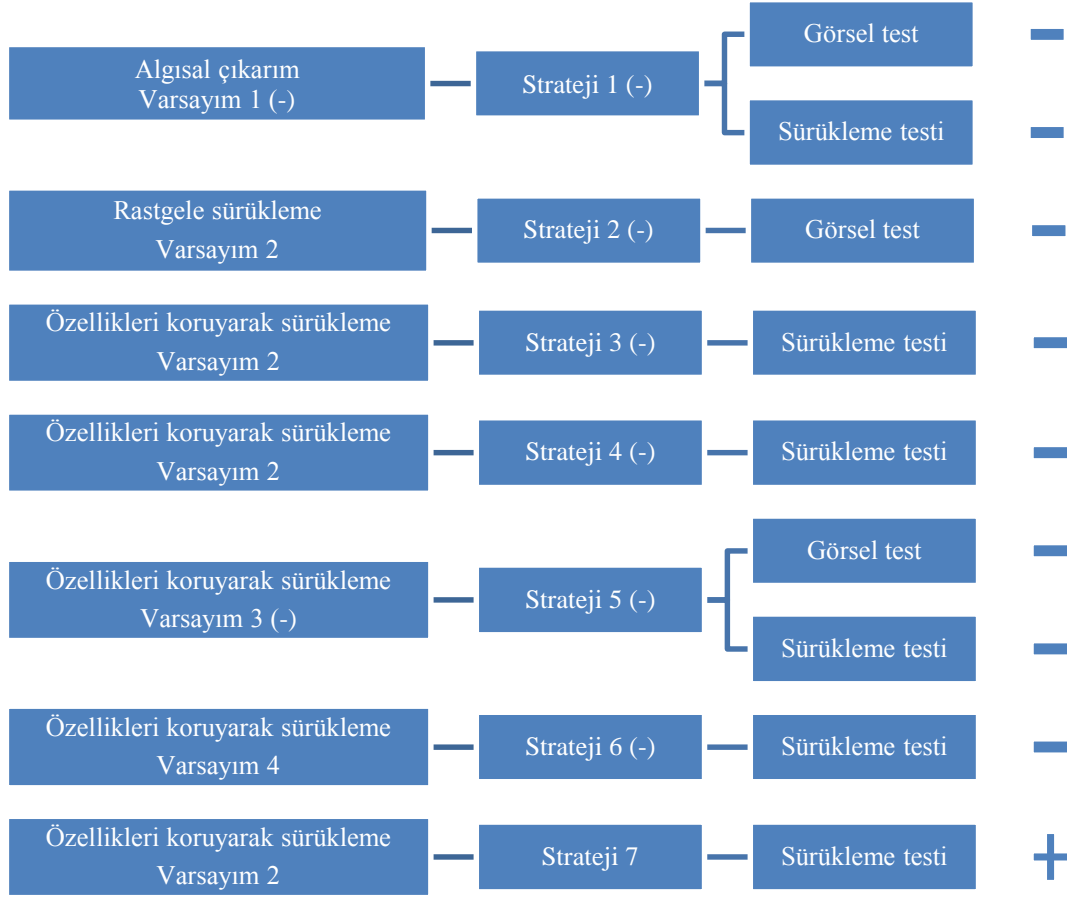 Algısal çıkarım
Varsayım 1 (-)
Strateji 1 (-)
Görsel test
Sürükleme testi
Rastgele sürükleme
Varsayım 2
Strateji 2 (-)
Görsel test
Özellikleri koruyarak sürükleme
Varsayım 2
Strateji 3 (-)
Sürükleme testi
Özellikleri koruyarak sürükleme
Varsayım 2
Strateji 4 (-)
Sürükleme testi
Özellikleri koruyarak sürükleme
Varsayım 3 (-)
Strateji 5 (-)
Görsel test
Sürükleme testi
Özellikleri koruyarak sürükleme
Varsayım 4
Strateji 6 (-)
Sürükleme testi
Özellikleri koruyarak sürükleme
Varsayım 2
Strateji 7
Sürükleme testi